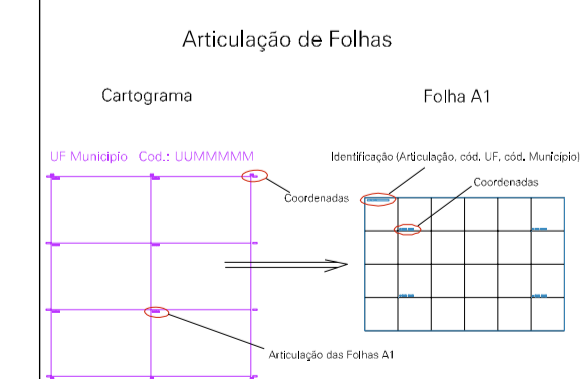 Articulação de Folhas
Cartograma
Folha A1
UF Municipio Cod.: UUMMMMM
Identificação (Articulação, cód. UF, cód. Município)
Coordenadas
Coordenadas
Articulação das Folhas A1